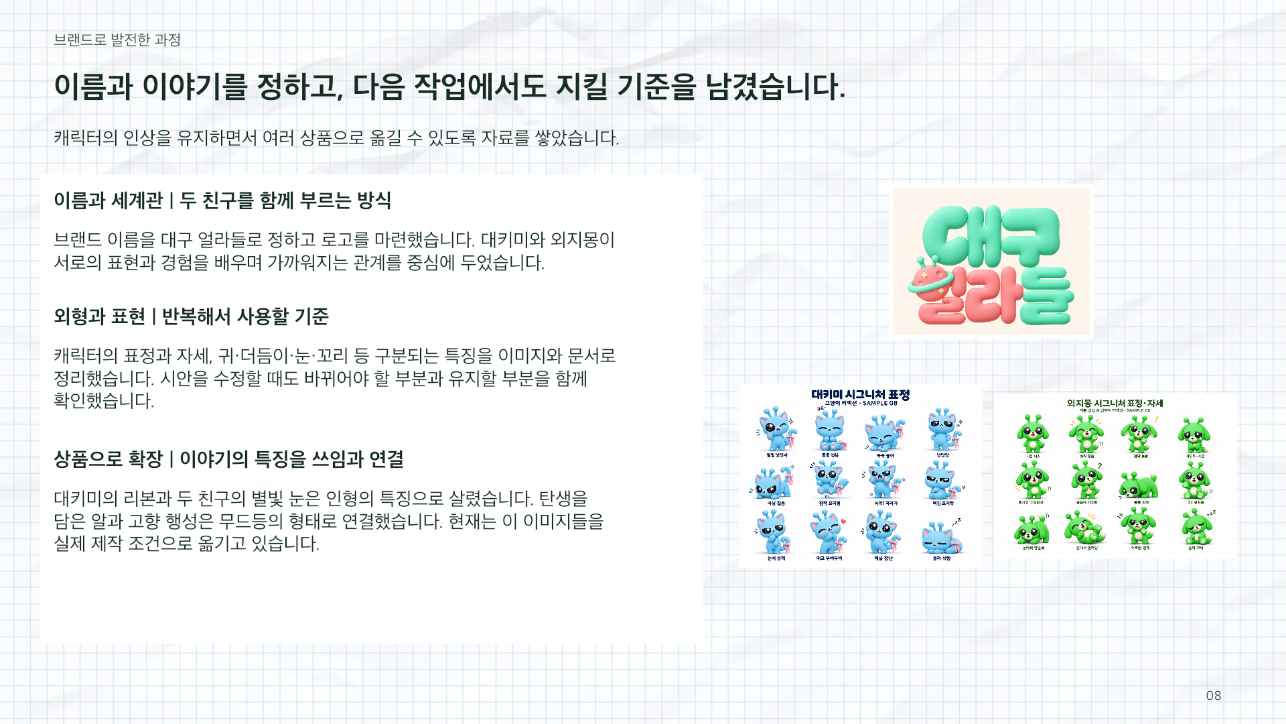 브랜드로 발전한 과정
이름과 이야기를 정하고, 다음 작업에서도 지킬 기준을 남겼습니다.
캐릭터의 인상을 유지하면서 여러 상품으로 옮길 수 있도록 자료를 쌓았습니다.
이름과 세계관 | 두 친구를 함께 부르는 방식
브랜드 이름을 대구 얼라들로 정하고 로고를 마련했습니다. 대키미와 외지몽이
서로의 표현과 경험을 배우며 가까워지는 관계를 중심에 두었습니다.
외형과 표현 | 반복해서 사용할 기준
캐릭터의 표정과 자세, 귀·더듬이·눈·꼬리 등 구분되는 특징을 이미지와 문서로
정리했습니다. 시안을 수정할 때도 바뀌어야 할 부분과 유지할 부분을 함께
확인했습니다.
상품으로 확장 | 이야기의 특징을 쓰임과 연결
대키미의 리본과 두 친구의 별빛 눈은 인형의 특징으로 살렸습니다. 탄생을
담은 알과 고향 행성은 무드등의 형태로 연결했습니다. 현재는 이 이미지들을
실제 제작 조건으로 옮기고 있습니다.
대구
얼라들
대키미 시그니처 표정
고양이 리액션 - SAMPLE 08
외지몽 시그니처 표정·자세
08